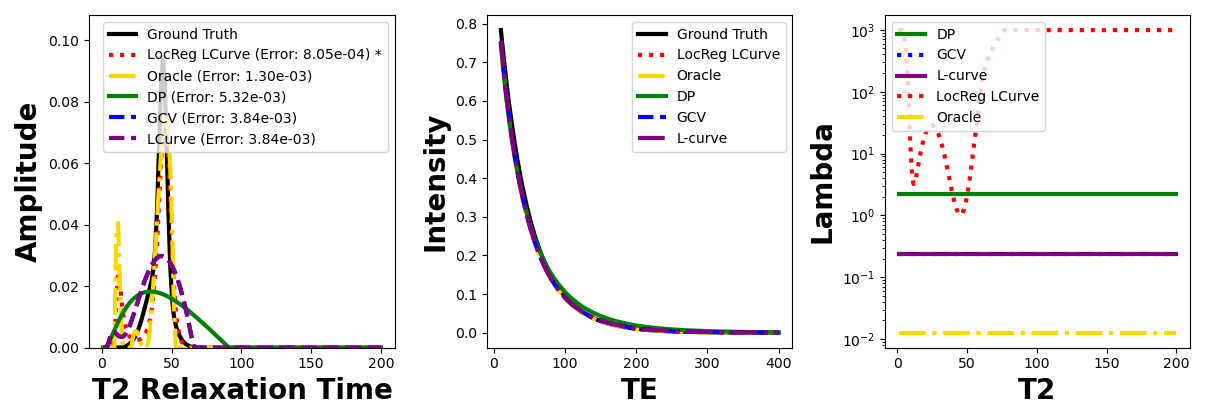 Amplitude
0.10
0.08
0.06
0.04
0.02
0.00
Ground Truth
LocReg LCurve (Error: 8.05e-04) *
Oracle (Error: 1.30e-03)
DP (Error: 5.32e-03)
GCV (Error: 3.84e-03)
LCurve (Error: 3.84e-03)
0 50 100 150 200
T2 Relaxation Time
Intensity
0.8
0.7
0.6
0.5
0.4
0.3
0.2
0.1
0.0
Ground Truth
LocReg LCurve
Oracle
DP
GCV
L-curve
0 100 200 300 400
TE
Lambda
10³
10²
10¹
10⁰
10⁻¹
10⁻²
DP
GCV
L-curve
LocReg LCurve
Oracle
0 50 100 150 200
T2